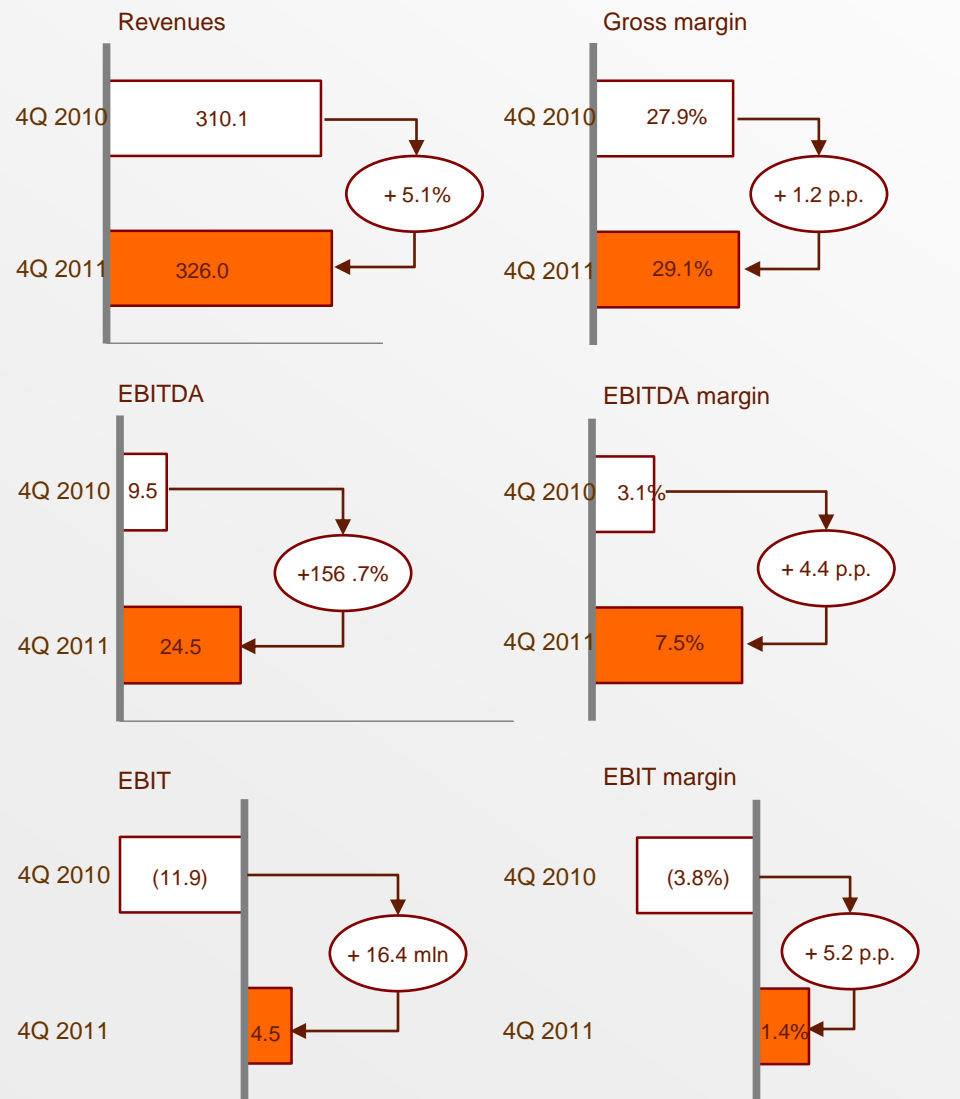 Revenues
4Q 2010
310.1
+ 5.1%
4Q 2011
326.0
Gross margin
4Q 2010
27.9%
+ 1.2 p.p.
4Q 2011
29.1%
EBITDA
4Q 2010
9.5
+156 .7%
4Q 2011
24.5
EBITDA margin
4Q 2010
3.1%
+ 4.4 p.p.
4Q 2011
7.5%
EBIT
4Q 2010
(11.9)
+ 16.4 mln
4Q 2011
4.5
EBIT margin
4Q 2010
(3.8%)
+ 5.2 p.p.
4Q 2011
1.4%